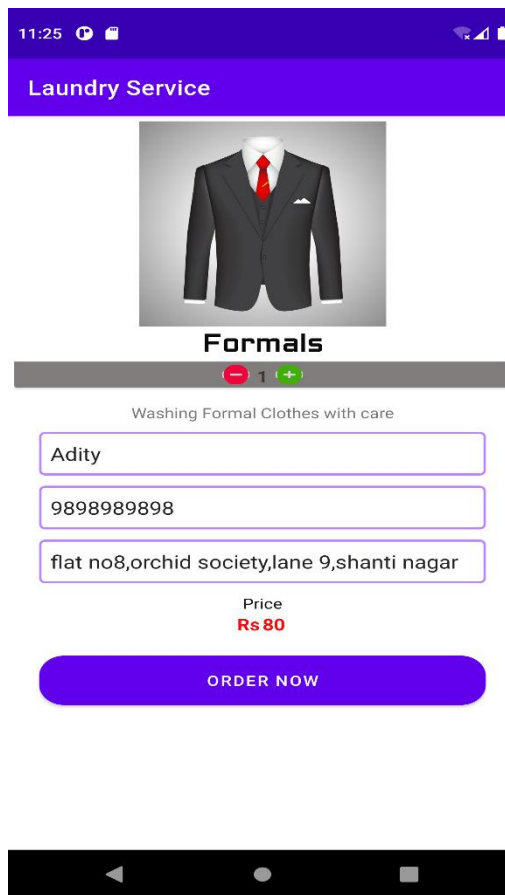 11:25
Laundry Service
Formals
1
Washing Formal Clothes with care
Adity
9898989898
flat no8,orchid society,lane 9,shanti nagar
Price
Rs 80
ORDER NOW